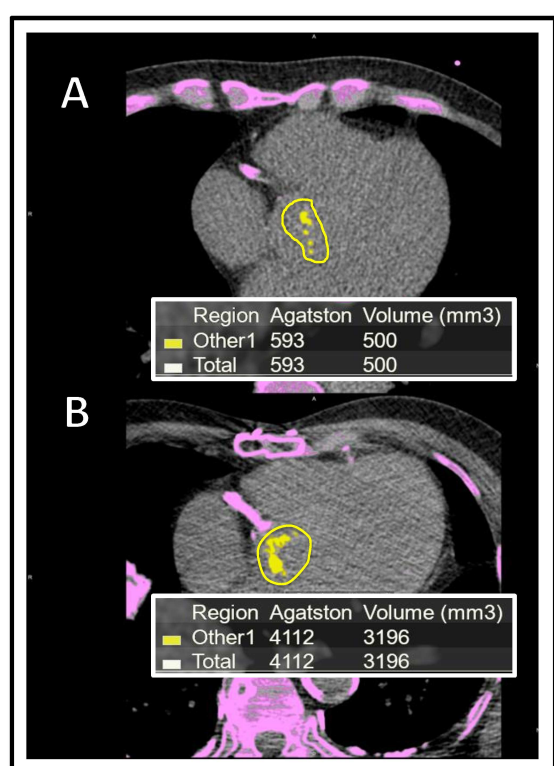 A
Region Agatston Volume (mm3)
Other1 593 500
Total 593 500
B
Region Agatston Volume (mm3)
Other1 4112 3196
Total 4112 3196